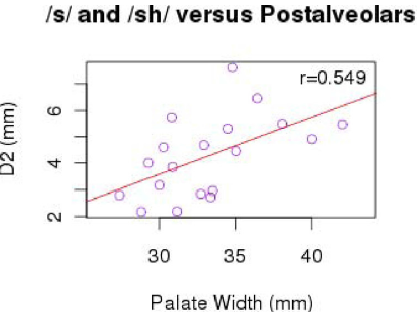 /s/ and /sh/ versus Postalveolars
r=0.549
D2 (mm)
6
4
2
30 35 40
Palate Width (mm)